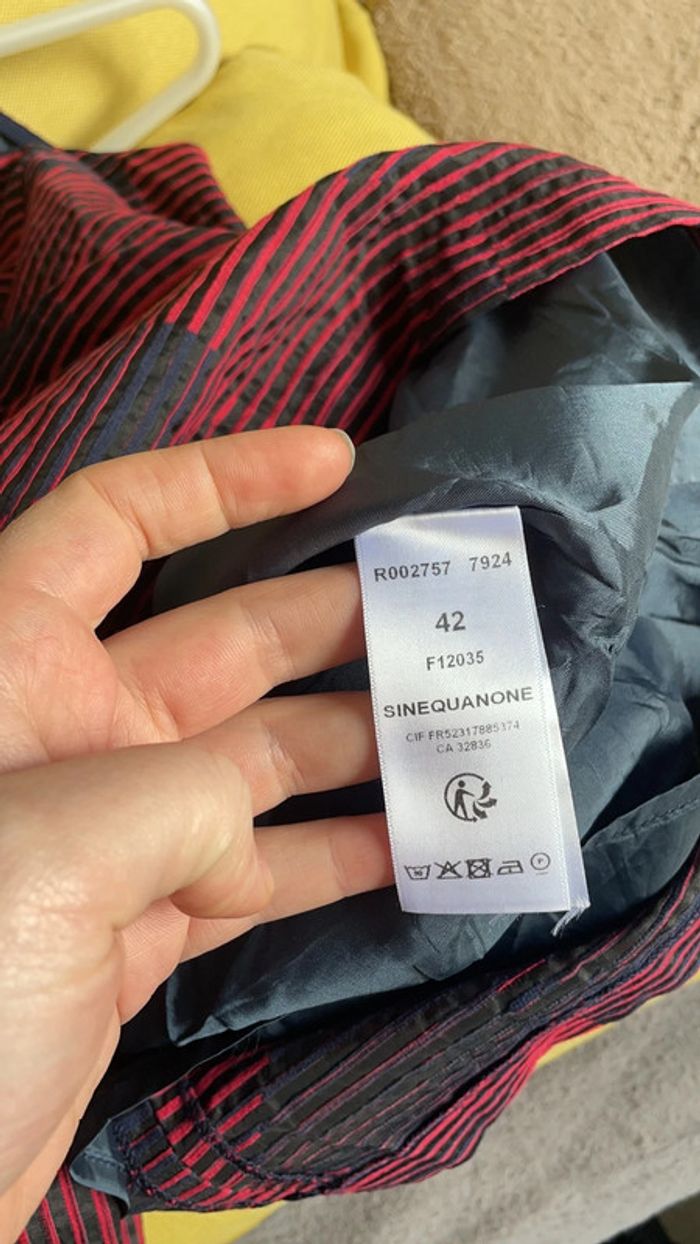 R002757 7924
42
F12035
SINEQUANONE
CIF FR52317885374
CA 32836
P